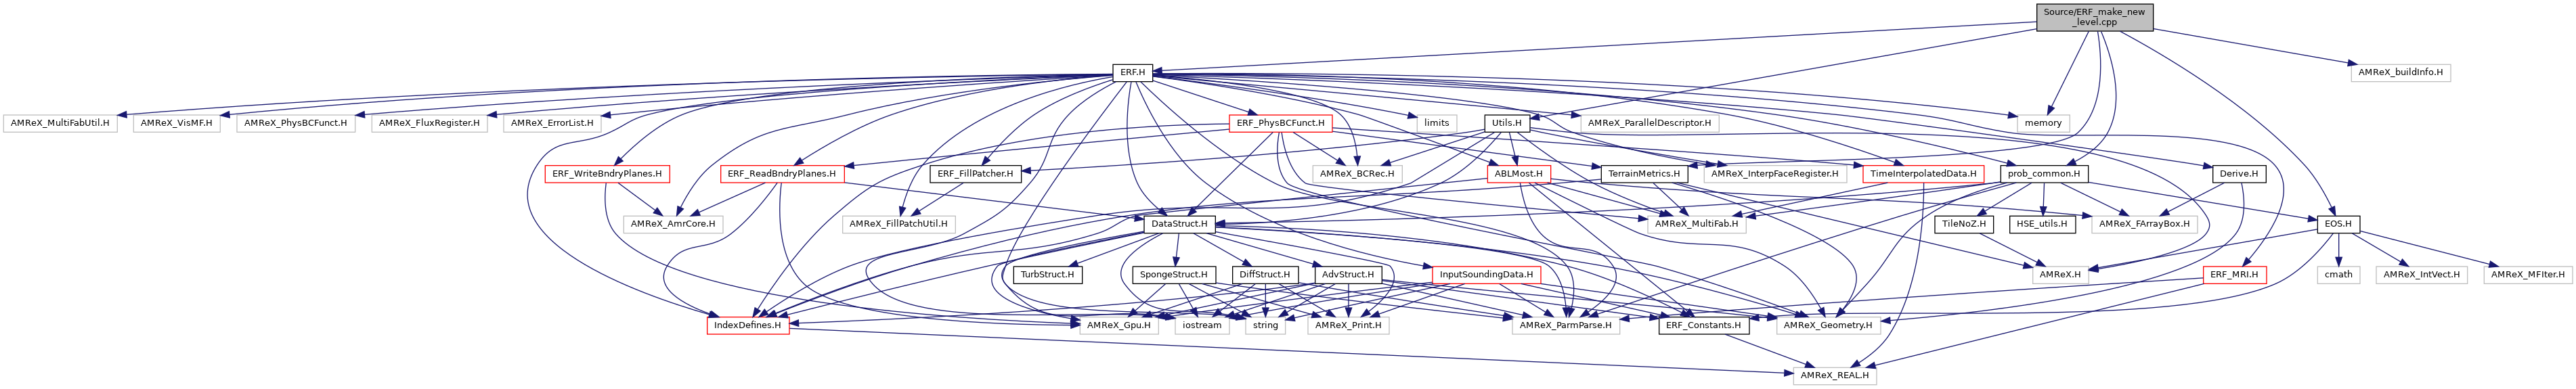 Source/ERF_make_new
_level.cpp
ERF.H
AMReX_buildInfo.H
AMReX_MultiFabUtil.H
AMReX_VisMF.H
AMReX_PhysBCFunct.H
AMReX_FluxRegister.H
AMReX_ErrorList.H
ERF_PhysBCFunct.H
limits
Utils.H
AMReX_ParallelDescriptor.H
memory
ERF_WriteBndryPlanes.H
ERF_ReadBndryPlanes.H
ERF_FillPatcher.H
AMReX_BCRec.H
ABLMost.H
TerrainMetrics.H
AMReX_InterpFaceRegister.H
TimeInterpolatedData.H
prob_common.H
Derive.H
AMReX_AmrCore.H
AMReX_FillPatchUtil.H
DataStruct.H
AMReX_MultiFab.H
TileNoZ.H
HSE_utils.H
AMReX_FArrayBox.H
EOS.H
TurbStruct.H
SpongeStruct.H
DiffStruct.H
AdvStruct.H
InputSoundingData.H
AMReX.H
ERF_MRI.H
cmath
AMReX_IntVect.H
AMReX_MFIter.H
IndexDefines.H
AMReX_Gpu.H
iostream
string
AMReX_Print.H
AMReX_ParmParse.H
ERF_Constants.H
AMReX_Geometry.H
AMReX_REAL.H